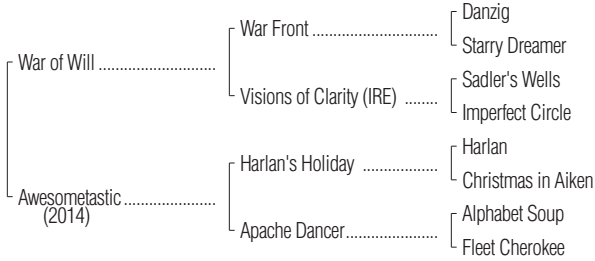 Danzig
War Front
Starry Dreamer
War of Will
Sadler's Wells
Visions of Clarity (IRE)
Imperfect Circle
Harlan
Harlan's Holiday
Christmas in Aiken
Awesometastic
(2014)
Alphabet Soup
Apache Dancer
Fleet Cherokee